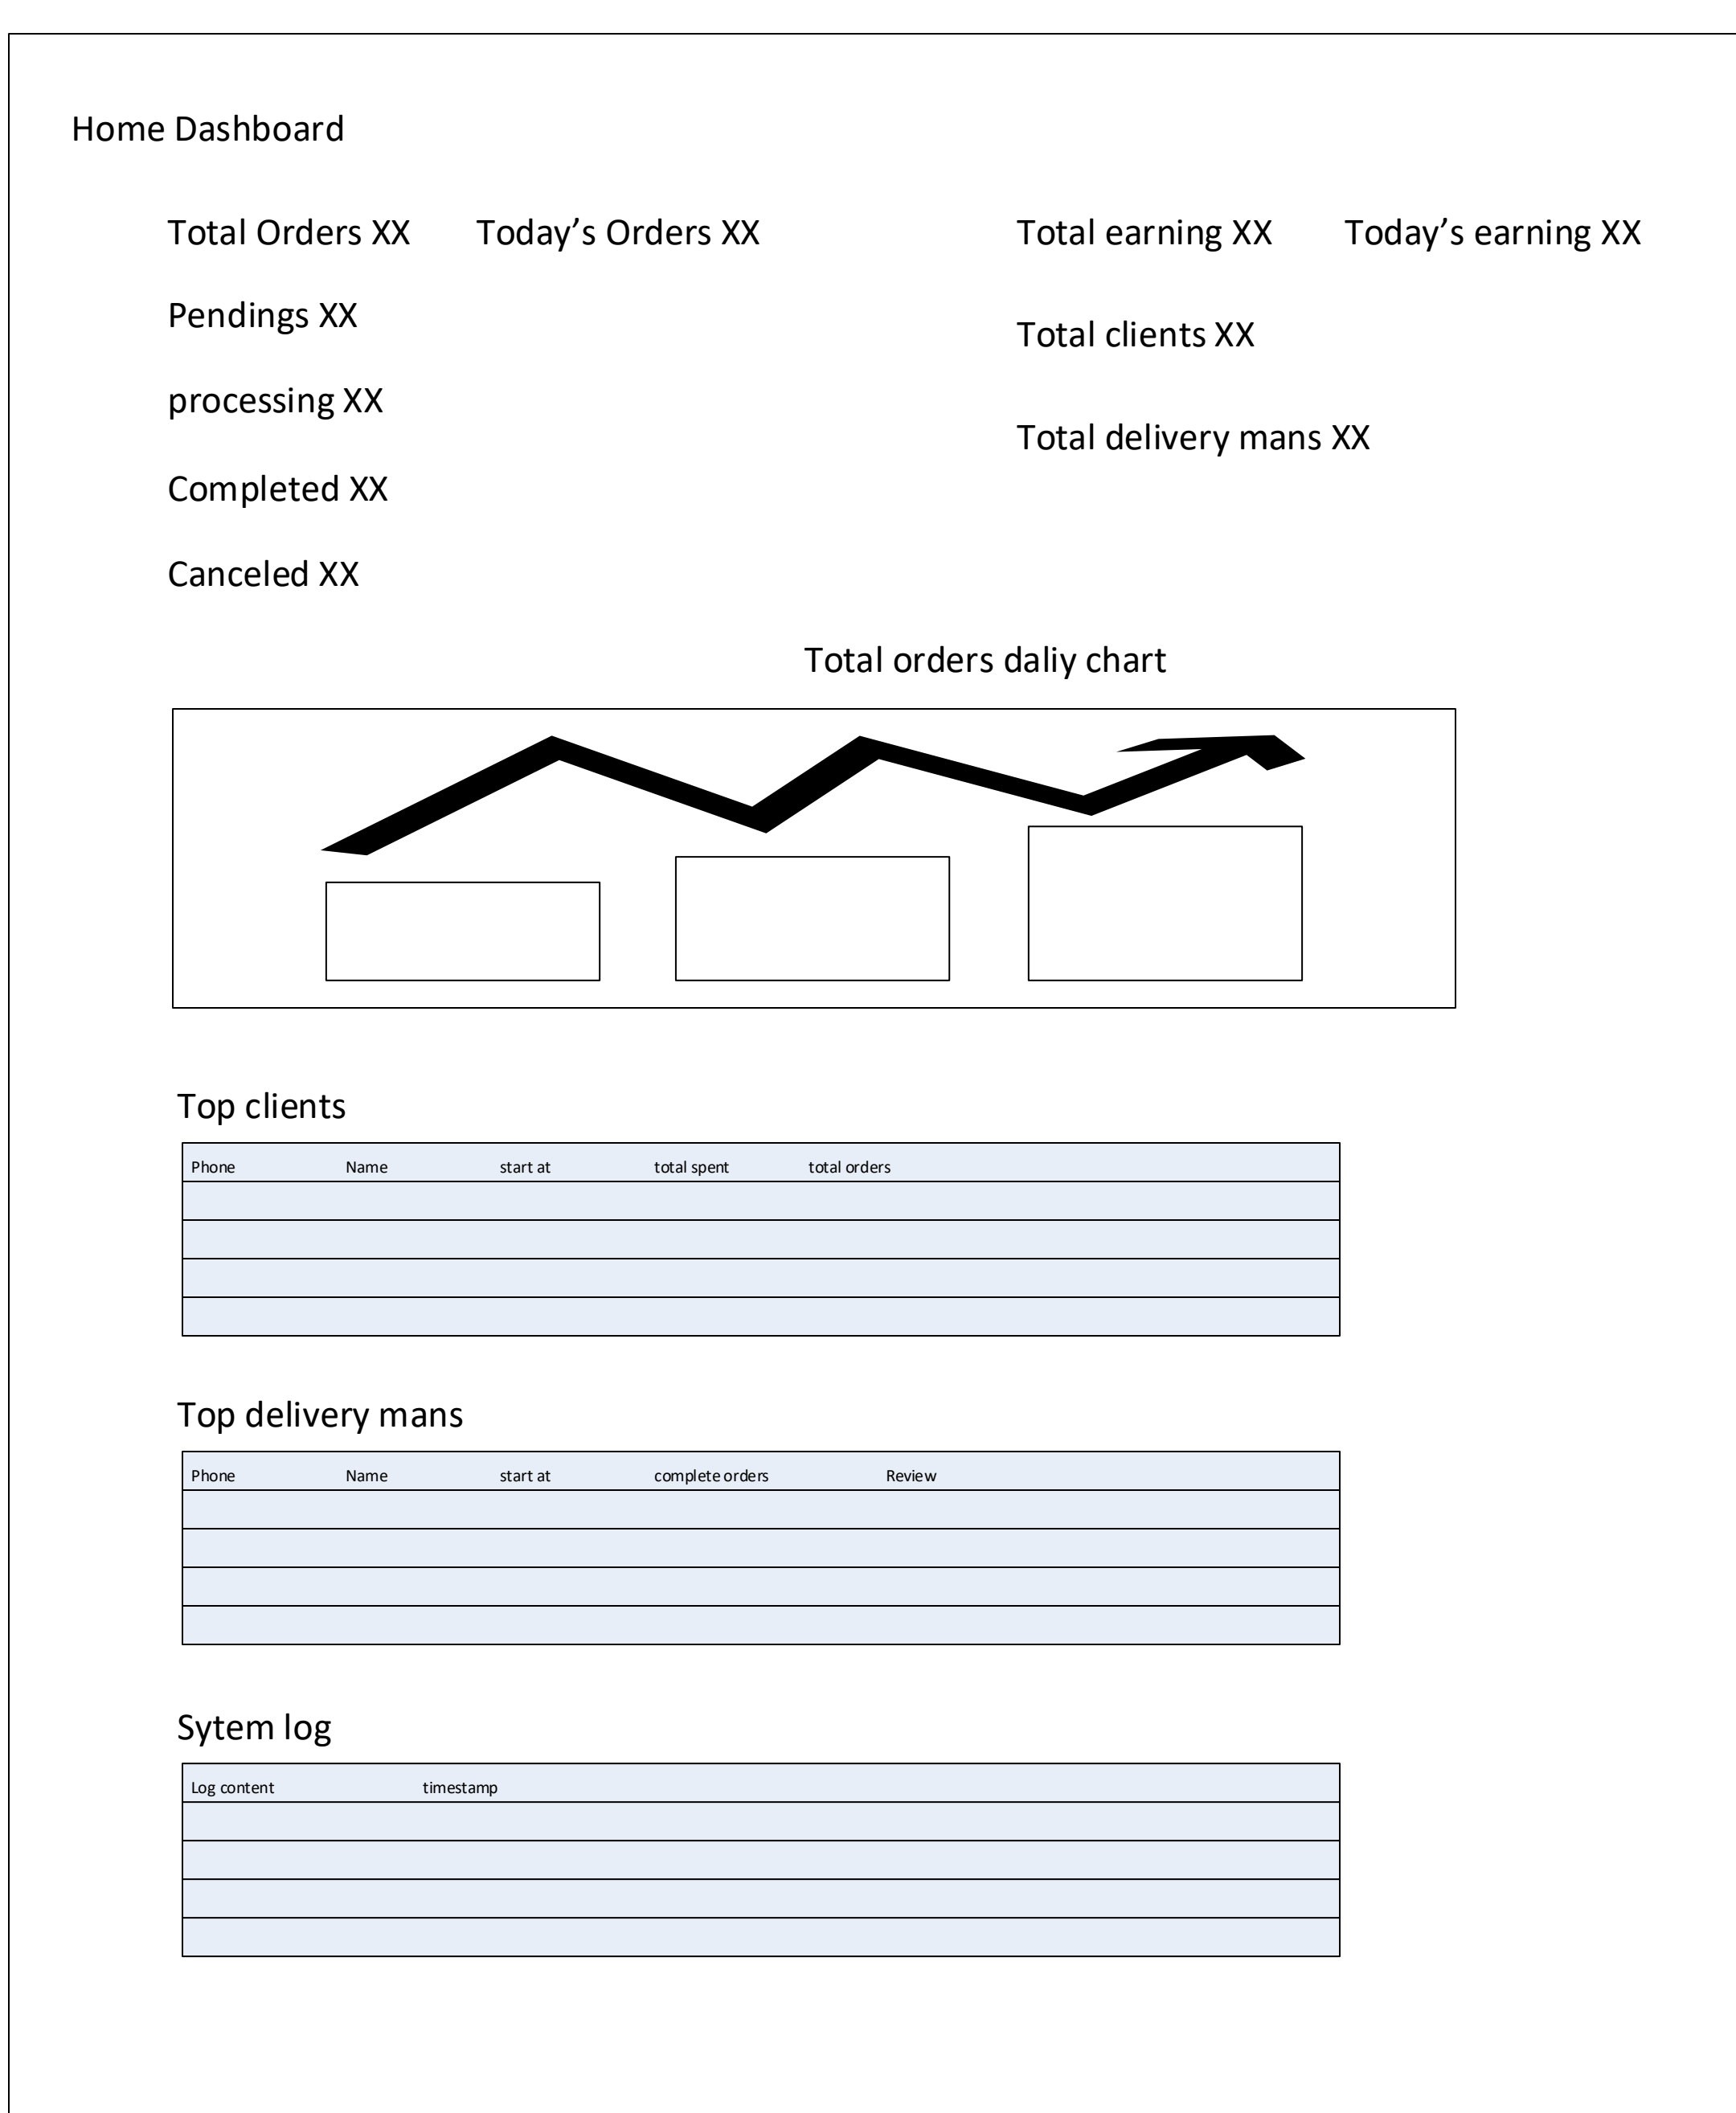 Home Dashboard
Total Orders XX Today’s Orders XX Total earning XX Today’s earning XX
Pendings XX
Total clients XX
processing XX
Total delivery mans XX
Completed XX
Canceled XX
Total orders daliy chart
Top clients
Phone Name start at total spent total orders
Top delivery mans
Phone Name start at complete orders Review
Sytem log
Log content timestamp